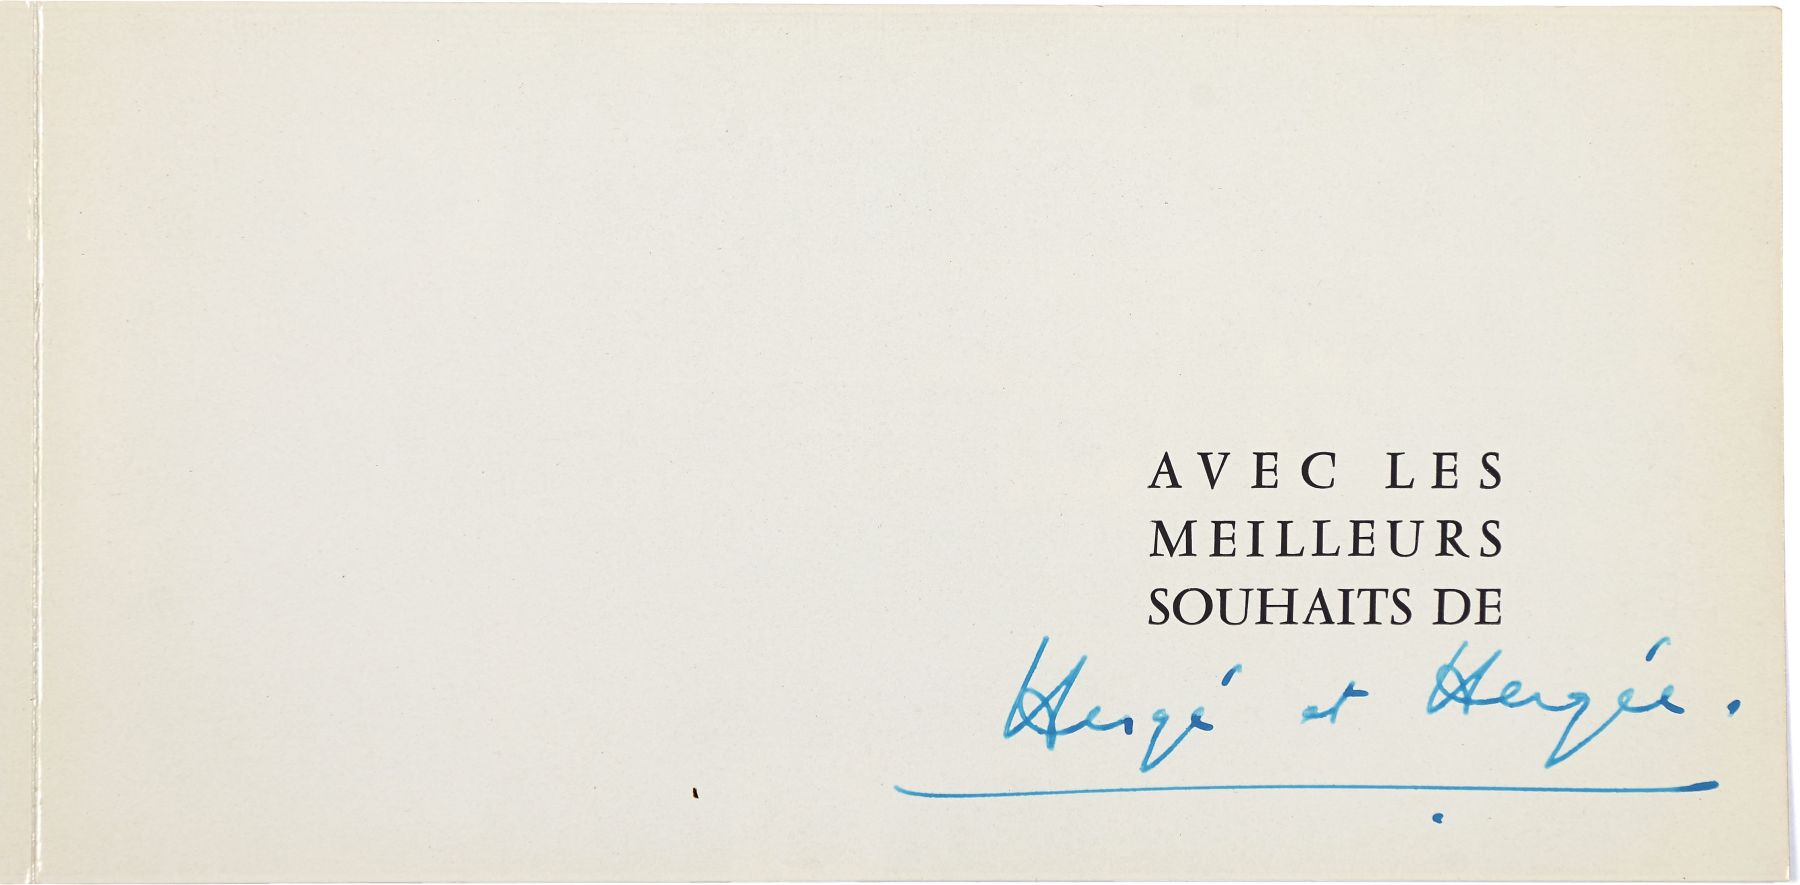 AVEC LES
MEILLEURS
SOUHAITS DE
Hergé et Hergée.